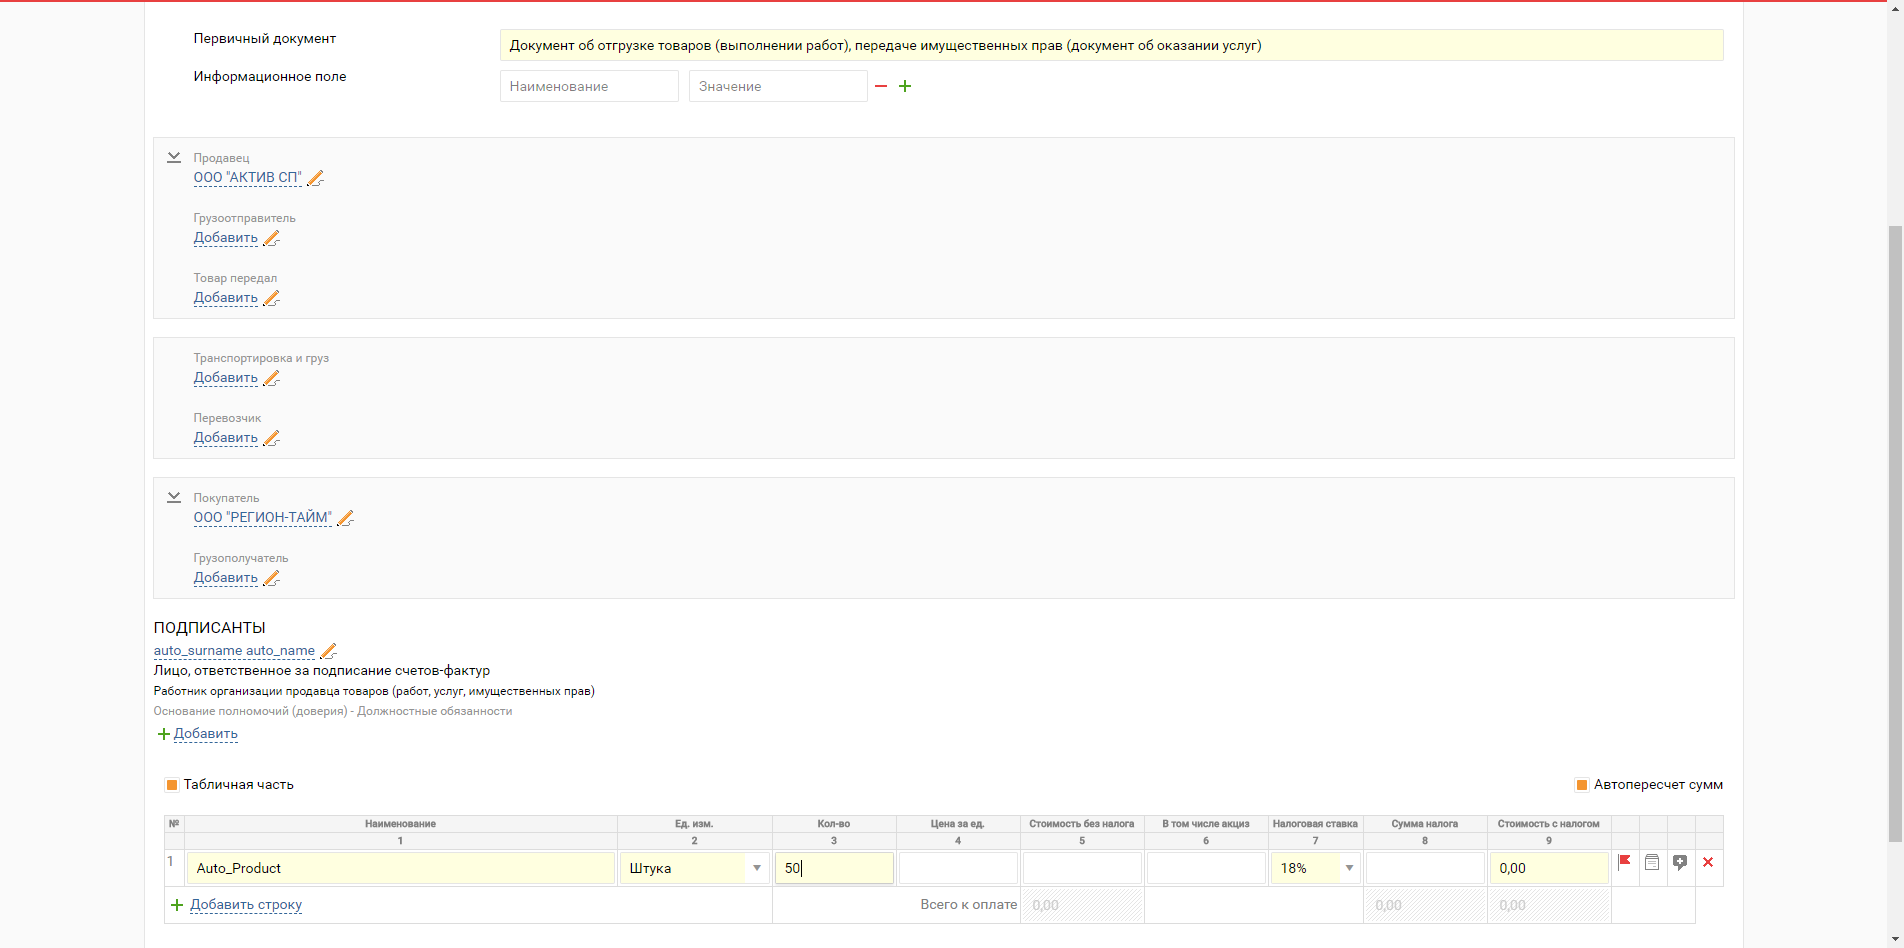 Первичный документ
Документ об отгрузке товаров (выполнении работ), передаче имущественных прав (документ об оказании услуг)
Информационное поле
Наименование
Значение
Продавец
ООО "АКТИВ СП"
Грузоотправитель
Добавить
Товар передал
Добавить
Транспортировка и груз
Добавить
Перевозчик
Добавить
Покупатель
ООО "РЕГИОН-ТАЙМ"
Грузополучатель
Добавить
ПОДПИСАНТЫ
auto_surname auto_name
Лицо, ответственное за подписание счетов-фактур
Работник организации продавца товаров (работ, услуг, имущественных прав)
Основание полномочий (доверия) - Должностные обязанности
Добавить
Табличная часть
Автопересчет сумм
№ Наименование Ед. изм. Кол-во Цена за ед. Стоимость без налога В том числе акциз Налоговая ставка Сумма налога Стоимость с налогом
1 2 3 4 5 6 7 8 9
1 Auto_Product Штука 50 18% 0,00
Добавить строку Всего к оплате 0,00 0,00 0,00